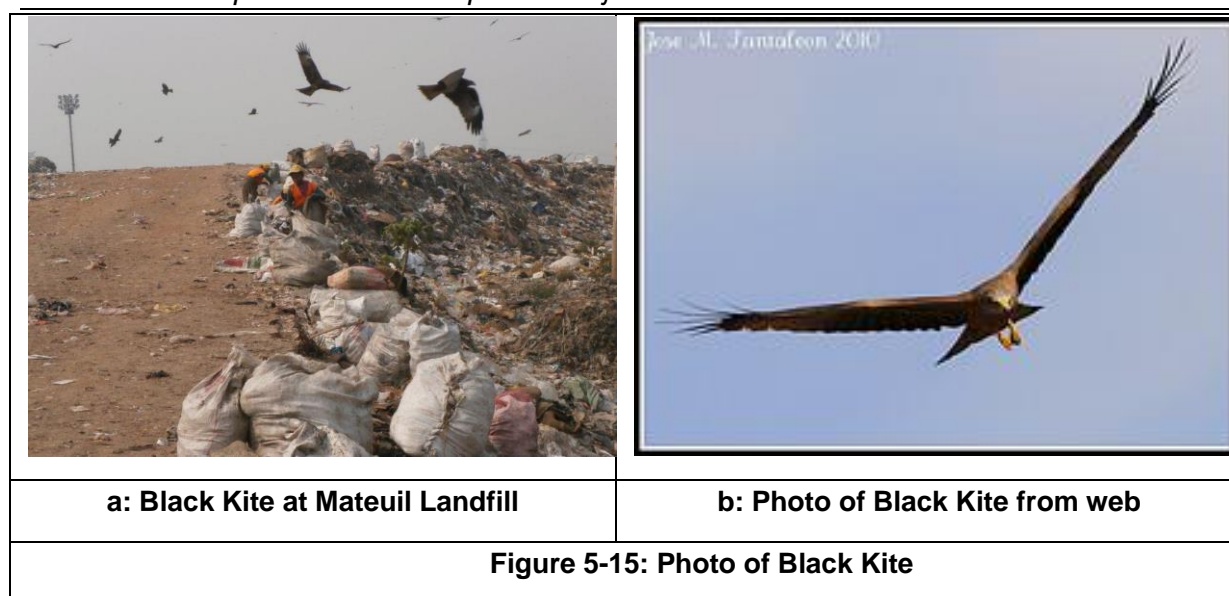 Jose M. Pantaleon 2010
a: Black Kite at Mateuil Landfill
b: Photo of Black Kite from web
Figure 5-15: Photo of Black Kite